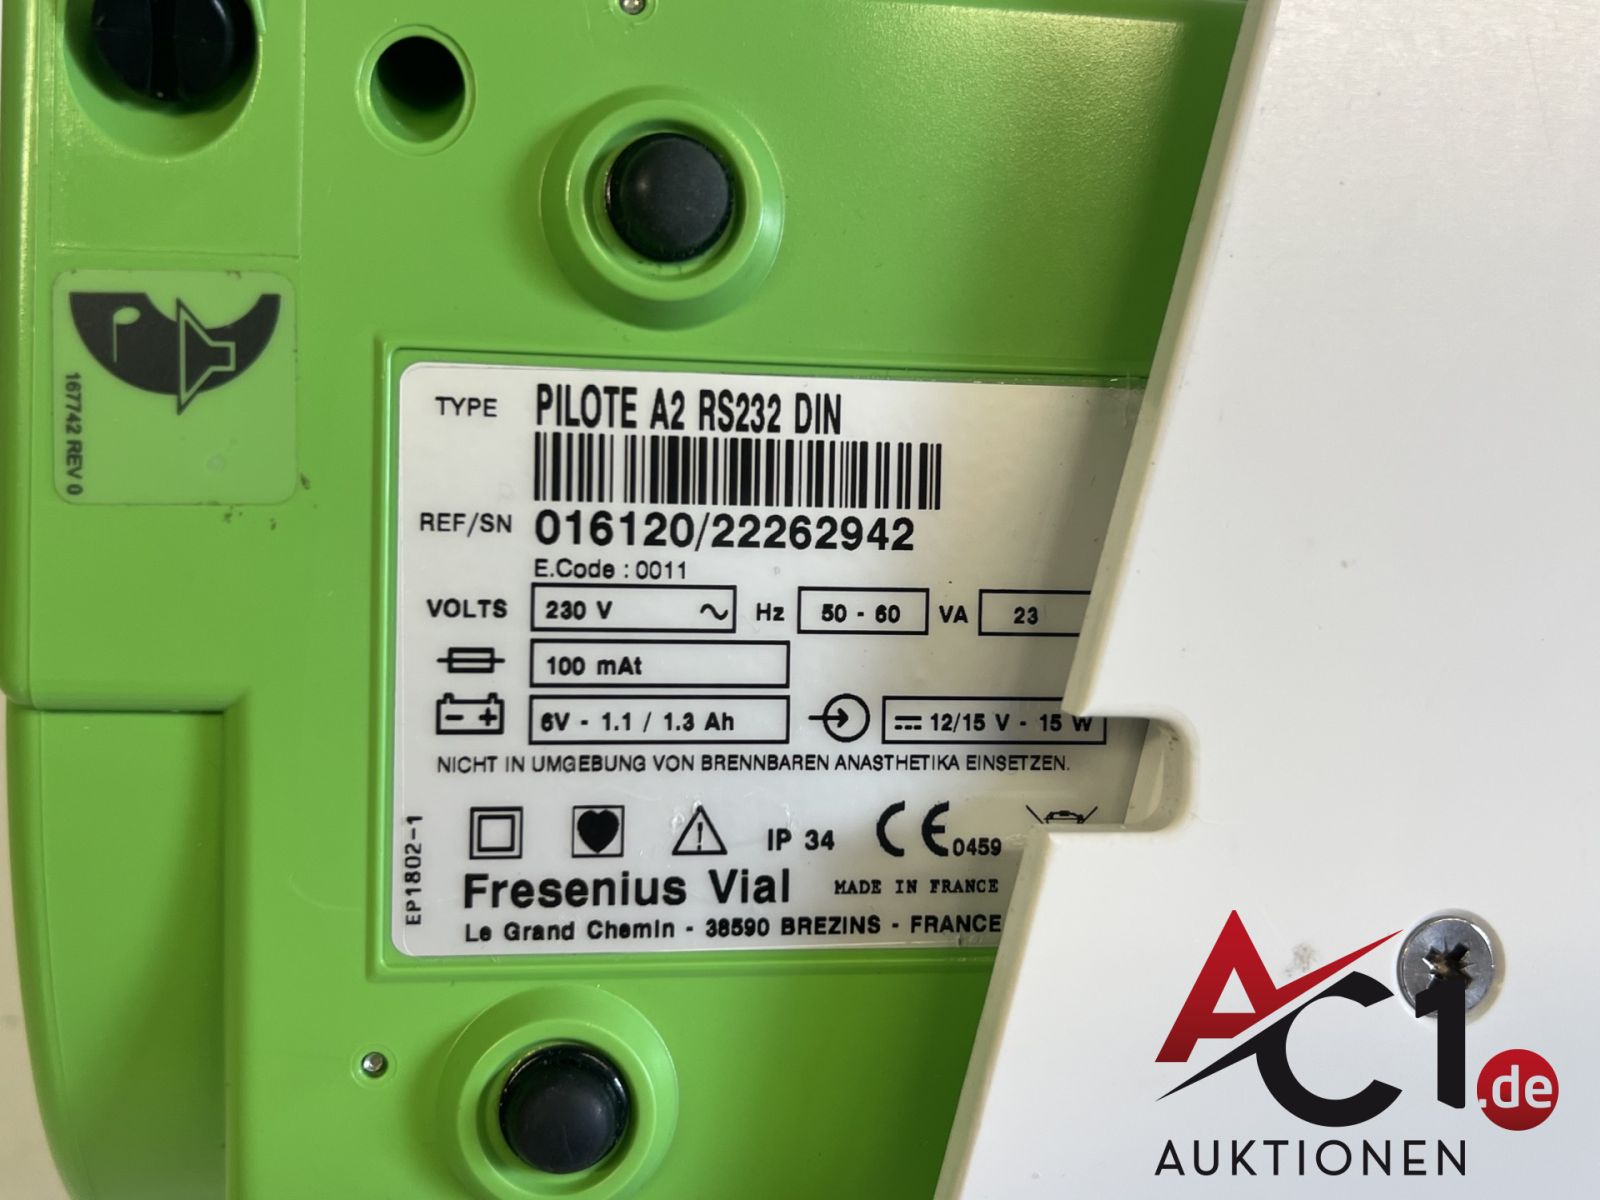 167742 REV 0
TYPE PILOTE A2 RS232 DIN
REF/SN 016120/22262942
E.Code : 0011
VOLTS 230 V ~ Hz 50 - 60 VA 23
100 mAt
6V - 1.1 / 1.3 Ah 12/15 V - 15 W
NICHT IN UMGEBUNG VON BRENNBAREN ANASTHETIKA EINSETZEN.
IP 34 CE 0459
Fresenius Vial MADE IN FRANCE
Le Grand Chemin - 38590 BREZINS - FRANCE
EP1802-1
AC1.de
AUKTIONEN